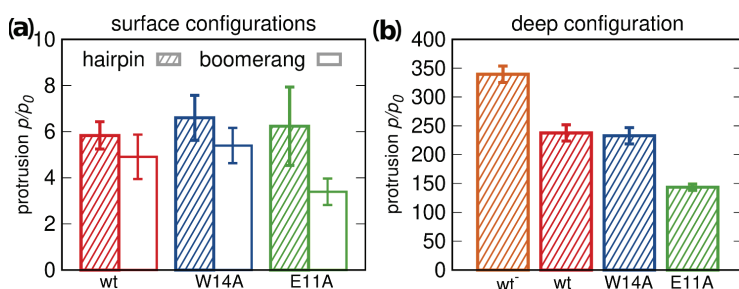 (a) surface configurations
hairpin boomerang
protrusion p/p0
10
8
6
4
2
0
wt W14A E11A
(b) deep configuration
protrusion p/p0
400
350
300
250
200
150
100
50
0
wt- wt W14A E11A